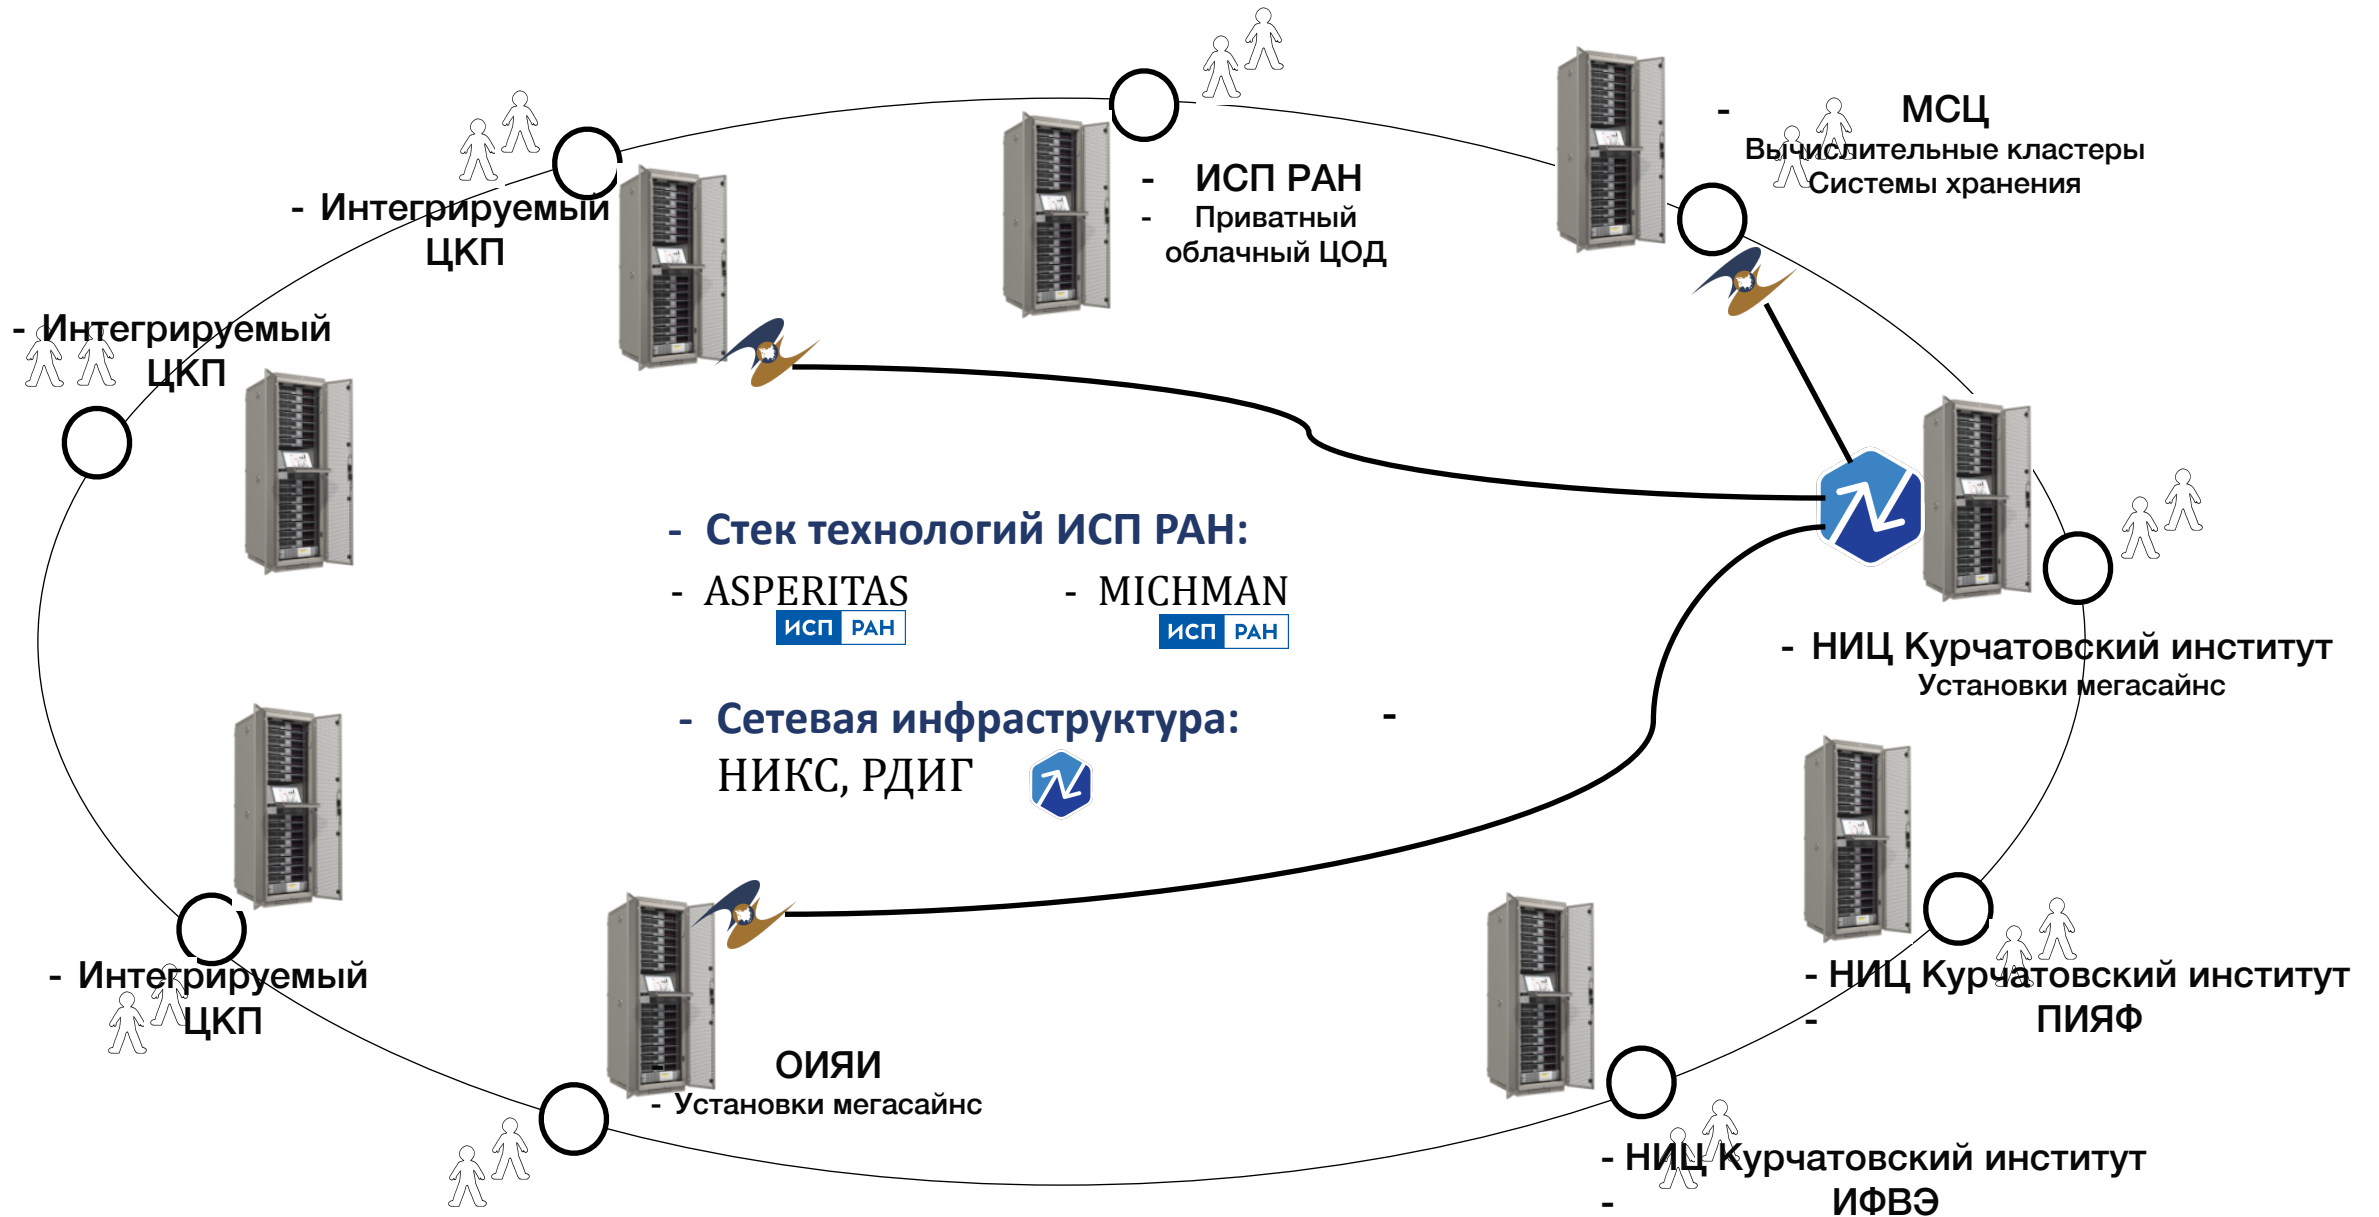 - МСЦ
Вычислительные кластеры
Системы хранения
- ИСП РАН
- Приватный
облачный ЦОД
- Интегрируемый
ЦКП
- Интегрируемый
ЦКП
- Стек технологий ИСП РАН:
- ASPERITAS
ИСП РАН
- MICHMAN
ИСП РАН
- НИЦ Курчатовский институт
Установки мегасайнс
- Сетевая инфраструктура:
-
НИКС, РДИГ
- Интегрируемый
ЦКП
- НИЦ Курчатовский институт
- ПИЯФ
ОИЯИ
- Установки мегасайнс
- НИЦ Курчатовский институт
- ИФВЭ